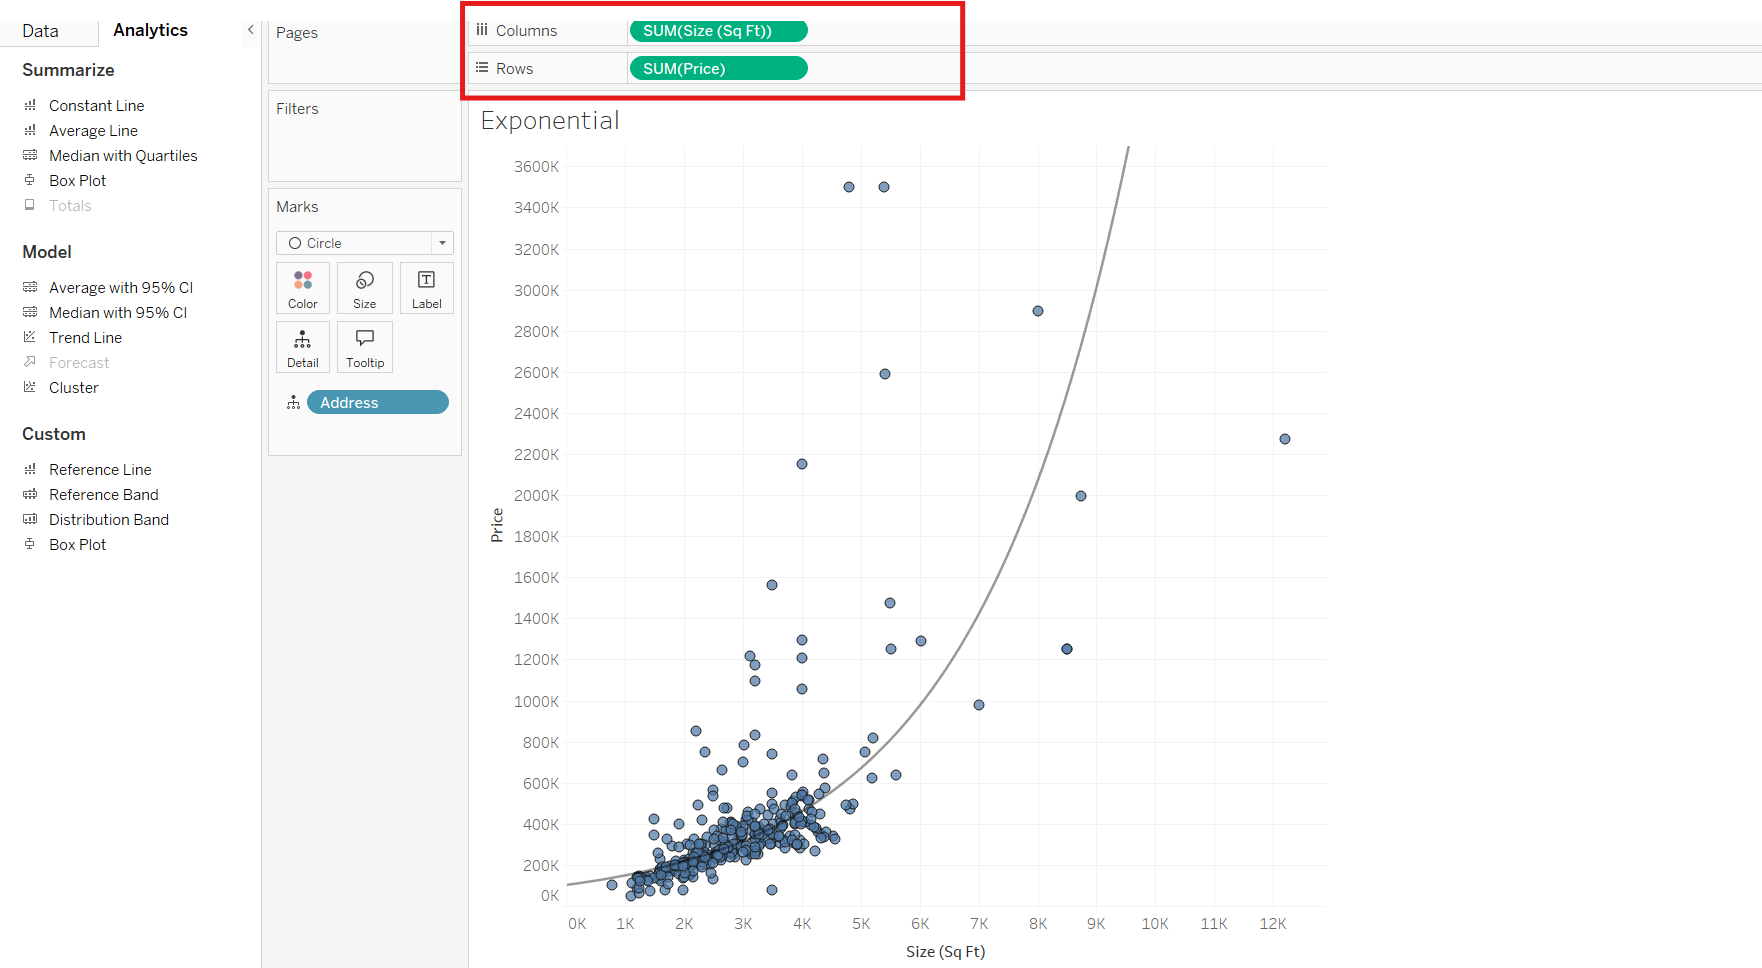 Data
Analytics
Summarize
Constant Line
Average Line
Median with Quartiles
Box Plot
Totals
Model
Average with 95% CI
Median with 95% CI
Trend Line
Forecast
Cluster
Custom
Reference Line
Reference Band
Distribution Band
Box Plot
Pages
Filters
Marks
Circle
Color
Size
Label
Detail
Tooltip
Address
Columns
SUM(Size (Sq Ft))
Rows
SUM(Price)
Exponential
3600K
3400K
3200K
3000K
2800K
2600K
2400K
2200K
2000K
1800K
1600K
1400K
1200K
1000K
800K
600K
400K
200K
0K
Price
0K 1K 2K 3K 4K 5K 6K 7K 8K 9K 10K 11K 12K
Size (Sq Ft)